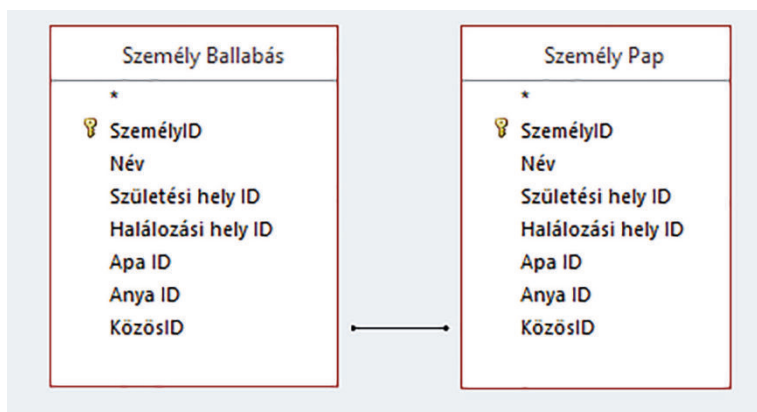 Személy Ballabás
*
SzemélyID
Név
Születési hely ID
Halálozási hely ID
Apa ID
Anya ID
KözösID
Személy Pap
*
SzemélyID
Név
Születési hely ID
Halálozási hely ID
Apa ID
Anya ID
KözösID